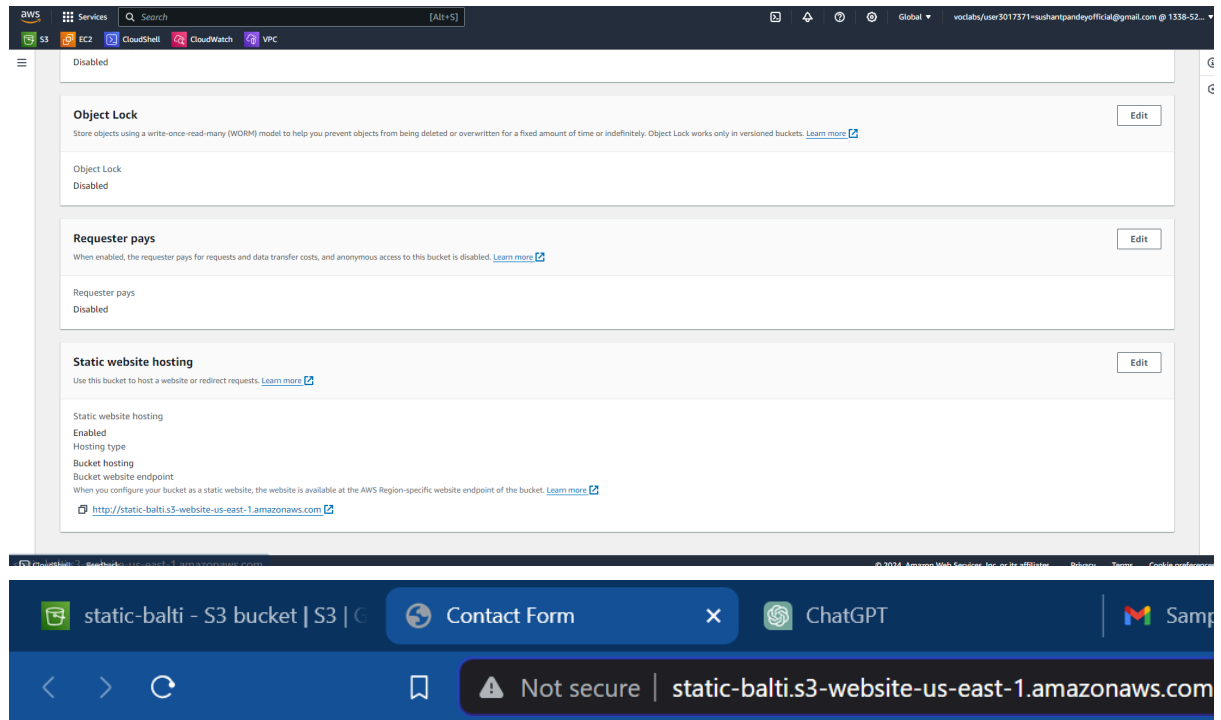 aws Services Search [Alt+S] Global voclabs/user3017371=sushantpandeyofficial@gmail.com @ 1338-52...
S3 EC2 CloudShell CloudWatch VPC
Disabled
Object Lock Edit
Store objects using a write-once-read-many (WORM) model to help you prevent objects from being deleted or overwritten for a fixed amount of time or indefinitely. Object Lock works only in versioned buckets. Learn more
Object Lock
Disabled
Requester pays Edit
When enabled, the requester pays for requests and data transfer costs, and anonymous access to this bucket is disabled. Learn more
Requester pays
Disabled
Static website hosting Edit
Use this bucket to host a website or redirect requests. Learn more
Static website hosting
Enabled
Hosting type
Bucket hosting
Bucket website endpoint
When you configure your bucket as a static website, the website is available at the AWS Region-specific website endpoint of the bucket. Learn more
http://static-balti.s3-website-us-east-1.amazonaws.com
CloudShell Feedback © 2024, Amazon Web Services, Inc. or its affiliates. Privacy Terms Cookie preferences
static-balti - S3 bucket | S3 | G Contact Form ChatGPT Samp
Not secure | static-balti.s3-website-us-east-1.amazonaws.com